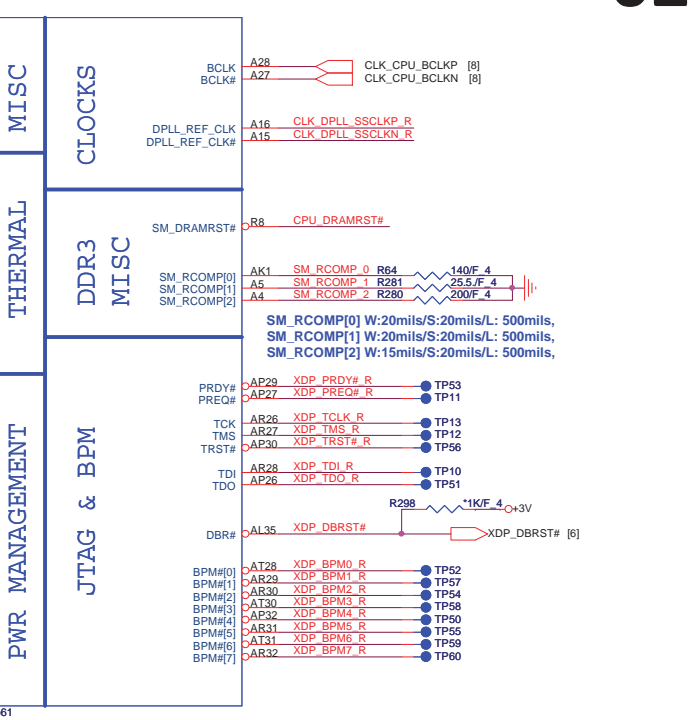 MISC
THERMAL
PWR MANAGEMENT
CLOCKS
DDR3
MISC
JTAG & BPM
BCLK A28 CLK_CPU_BCLKP [8]
BCLK# A27 CLK_CPU_BCLKN [8]
DPLL_REF_CLK A16 CLK_DPLL_SSCLKP_R
DPLL_REF_CLK# A15 CLK_DPLL_SSCLKN_R
SM_DRAMRST# R8 CPU_DRAMRST#
SM_RCOMP[0] AK1 SM_RCOMP_0 R64 140/F_4
SM_RCOMP[1] A5 SM_RCOMP_1 R281 25.5./F_4
SM_RCOMP[2] A4 SM_RCOMP_2 R280 200/F_4
SM_RCOMP[0] W:20mils/S:20mils/L: 500mils,
SM_RCOMP[1] W:20mils/S:20mils/L: 500mils,
SM_RCOMP[2] W:15mils/S:20mils/L: 500mils,
PRDY# AP29 XDP_PRDY#_R TP53
PREQ# AP27 XDP_PREQ#_R TP11
TCK AR26 XDP_TCLK_R TP13
TMS AR27 XDP_TMS_R TP12
TRST# AP30 XDP_TRST#_R TP56
TDI AR28 XDP_TDI_R TP10
TDO AP26 XDP_TDO_R TP51
R298 *1K/F_4 +3V
DBR# AL35 XDP_DBRST# XDP_DBRST# [6]
BPM#[0] AT28 XDP_BPM0_R TP52
BPM#[1] AR29 XDP_BPM1_R TP57
BPM#[2] AR30 XDP_BPM2_R TP54
BPM#[3] AT30 XDP_BPM3_R TP58
BPM#[4] AP32 XDP_BPM4_R TP50
BPM#[5] AR31 XDP_BPM5_R TP55
BPM#[6] AT31 XDP_BPM6_R TP59
BPM#[7] AR32 XDP_BPM7_R TP60
61